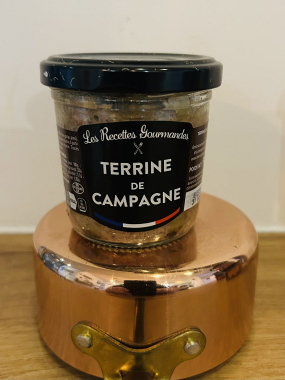 Les Recettes Gourmandes
TERRINE
DE
CAMPAGNE